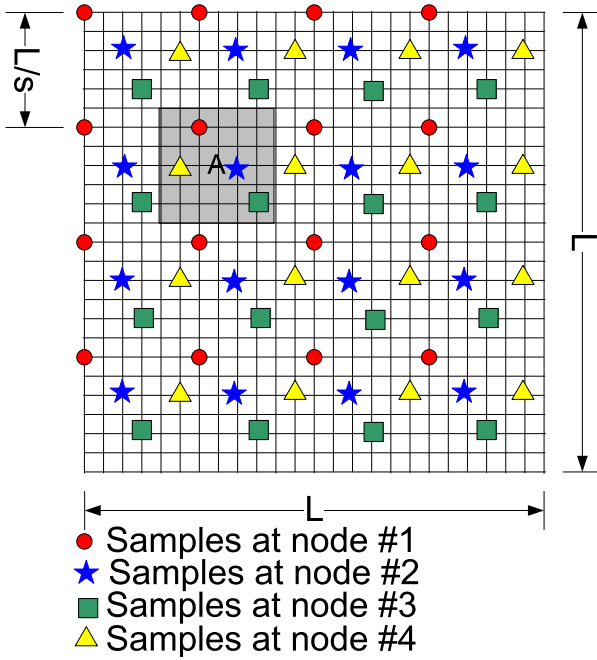 L/s
A
L
L
Samples at node #1
Samples at node #2
Samples at node #3
Samples at node #4